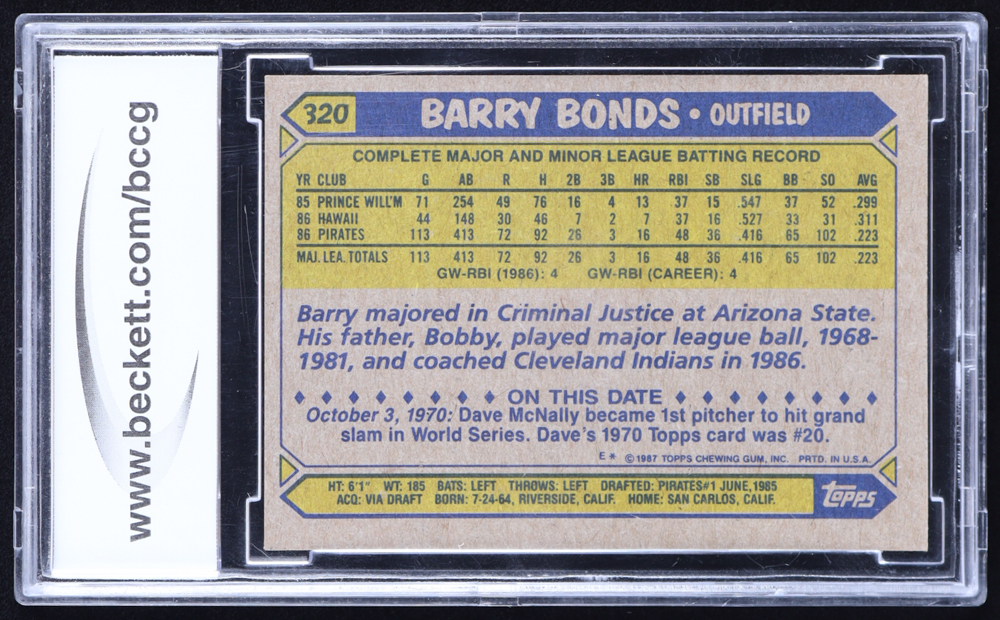 www.beckett.com/bccg
320 BARRY BONDS • OUTFIELD
COMPLETE MAJOR AND MINOR LEAGUE BATTING RECORD
YR CLUB G AB R H 2B 3B HR RBI SB SLG BB SO AVG
85 PRINCE WILL'M 71 254 49 76 16 4 13 37 15 .547 37 52 .299
86 HAWAII 44 148 30 46 7 2 7 37 16 .527 33 31 .311
86 PIRATES 113 413 72 92 26 3 16 48 36 .416 65 102 .223
MAJ. LEA. TOTALS 113 413 72 92 26 3 16 48 36 .416 65 102 .223
GW-RBI (1986): 4 GW-RBI (CAREER): 4
Barry majored in Criminal Justice at Arizona State.
His father, Bobby, played major league ball, 1968-
1981, and coached Cleveland Indians in 1986.
ON THIS DATE
October 3, 1970: Dave McNally became 1st pitcher to hit grand
slam in World Series. Dave's 1970 Topps card was #20.
E* ©1987 TOPPS CHEWING GUM, INC. PRTD. IN U.S.A.
HT: 6'1" WT: 185 BATS: LEFT THROWS: LEFT DRAFTED: PIRATES#1 JUNE, 1985
ACQ: VIA DRAFT BORN: 7-24-64, RIVERSIDE, CALIF. HOME: SAN CARLOS, CALIF.
Topps